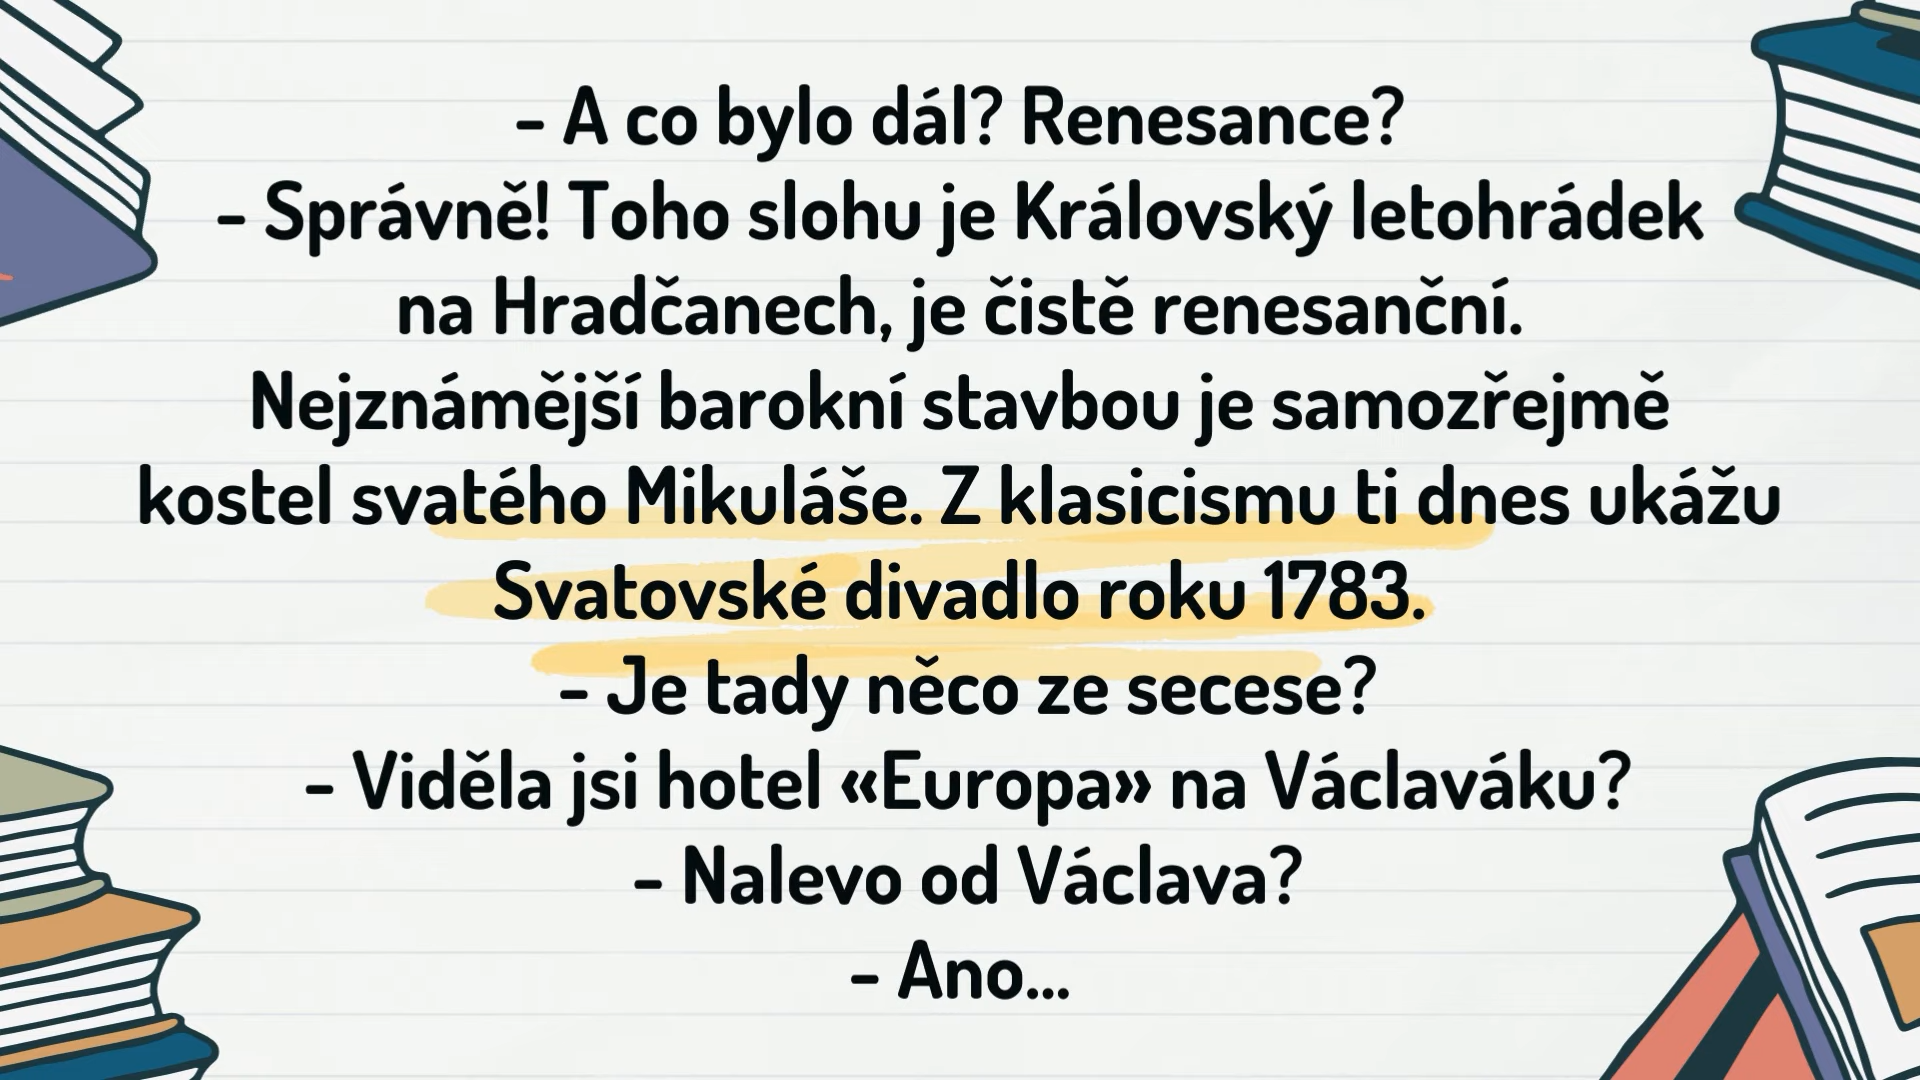 – A co bylo dál? Renesance?
– Správně! Toho slohu je Královský letohrádek
na Hradčanech, je čistě renesanční.
Nejznámější barokní stavbou je samozřejmě
kostel svatého Mikuláše. Z klasicismu ti dnes ukážu
Svatovské divadlo roku 1783.
– Je tady něco ze secese?
– Viděla jsi hotel «Europa» na Václaváku?
– Nalevo od Václava?
– Ano...